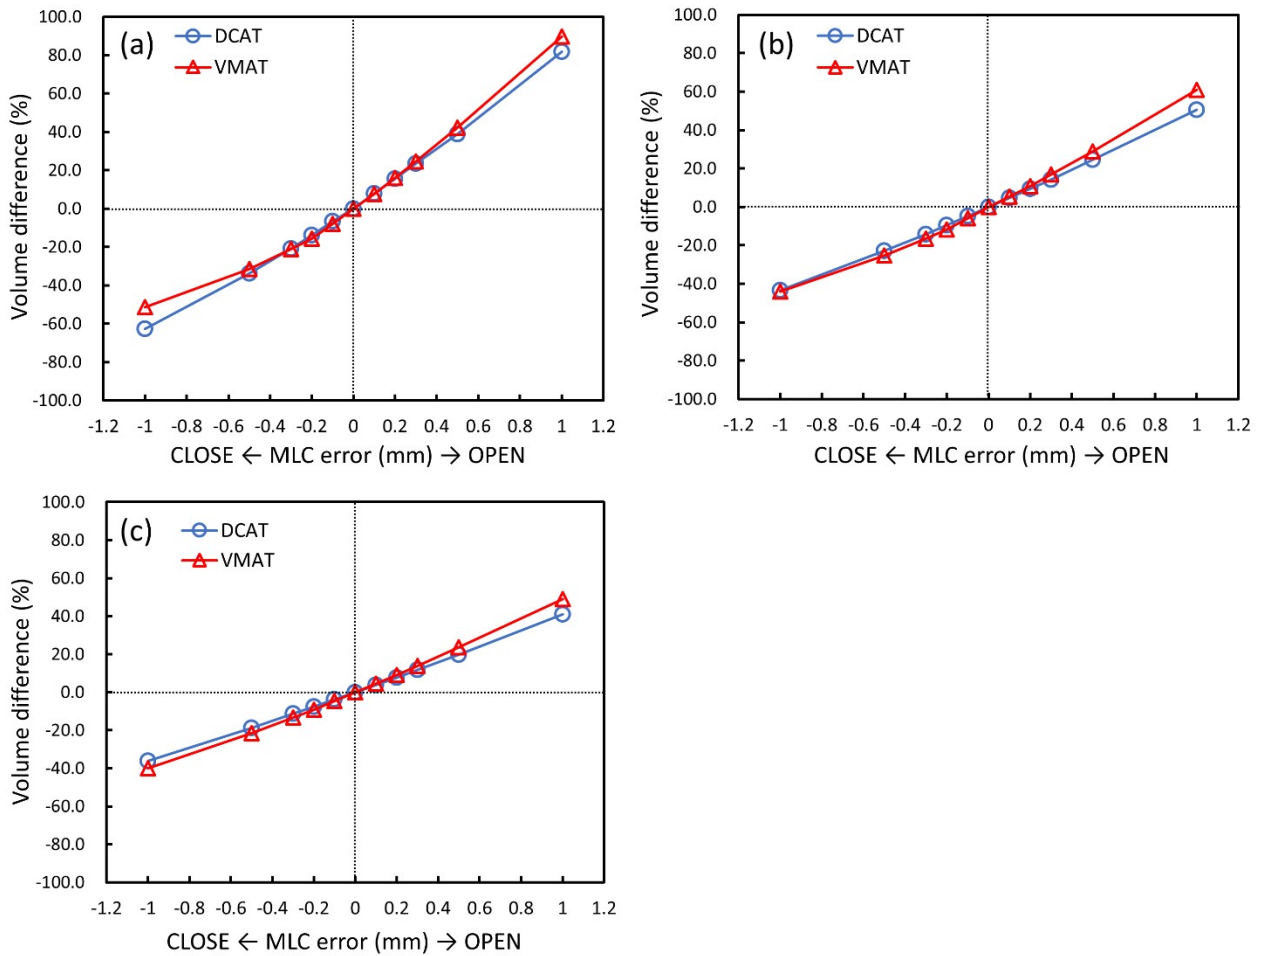 (a)
DCAT
VMAT
Volume difference (%)
100.0
80.0
60.0
40.0
20.0
0.0
-20.0
-40.0
-60.0
-80.0
-100.0
-1.2 -1 -0.8 -0.6 -0.4 -0.2 0 0.2 0.4 0.6 0.8 1 1.2
CLOSE ← MLC error (mm) → OPEN
(b)
DCAT
VMAT
Volume difference (%)
100.0
80.0
60.0
40.0
20.0
0.0
-20.0
-40.0
-60.0
-80.0
-100.0
-1.2 -1 -0.8 -0.6 -0.4 -0.2 0 0.2 0.4 0.6 0.8 1 1.2
CLOSE ← MLC error (mm) → OPEN
(c)
DCAT
VMAT
Volume difference (%)
100.0
80.0
60.0
40.0
20.0
0.0
-20.0
-40.0
-60.0
-80.0
-100.0
-1.2 -1 -0.8 -0.6 -0.4 -0.2 0 0.2 0.4 0.6 0.8 1 1.2
CLOSE ← MLC error (mm) → OPEN